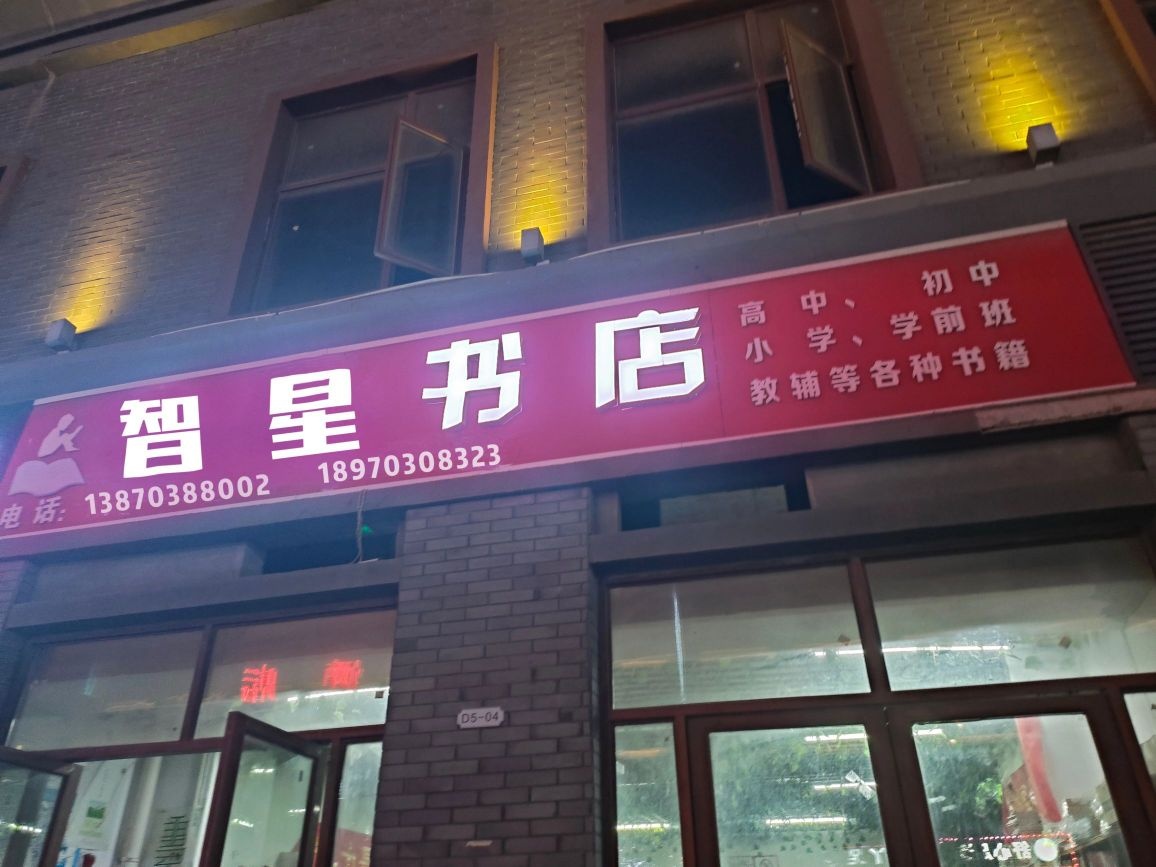 智星书店
电话: 13870388002 18970308323
高中、初中
小学、学前班
教辅等各种书籍
D5-04